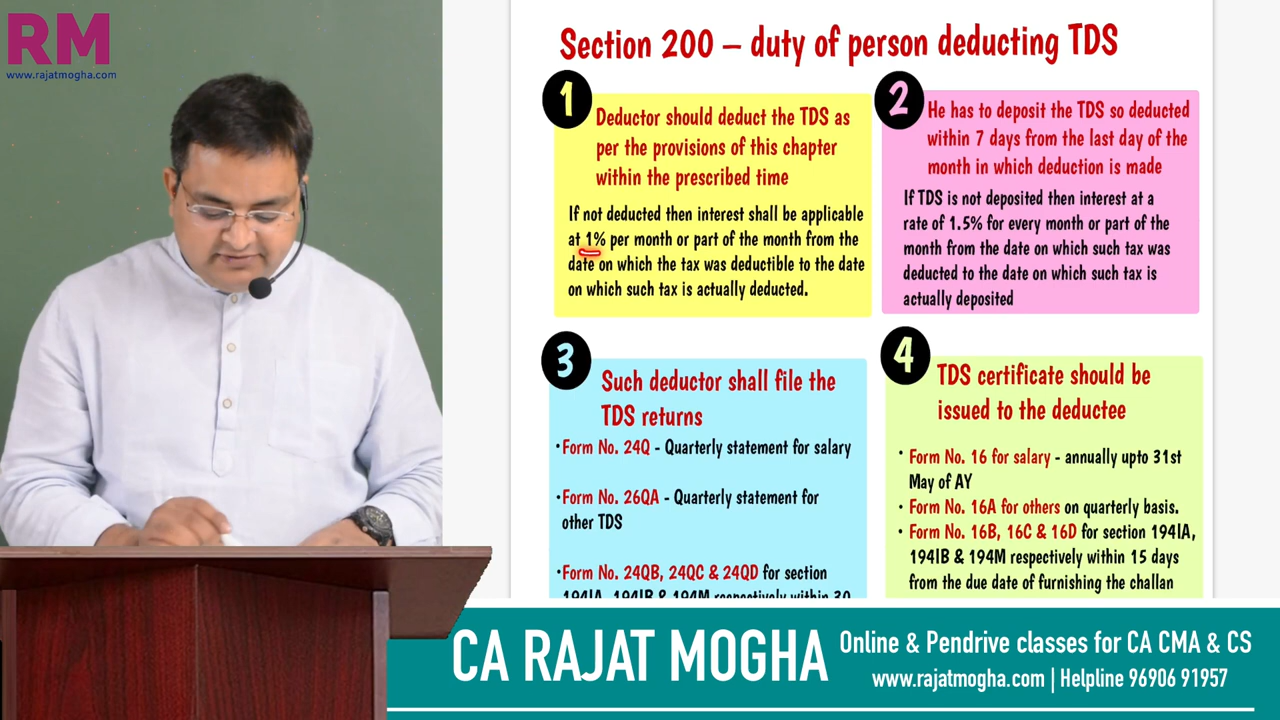 RM
www.rajatmogha.com
Section 200 – duty of person deducting TDS
1
Deductor should deduct the TDS as
per the provisions of this chapter
within the prescribed time
If not deducted then interest shall be applicable
at 1% per month or part of the month from the
date on which the tax was deductible to the date
on which such tax is actually deducted.
2
He has to deposit the TDS so deducted
within 7 days from the last day of the
month in which deduction is made
If TDS is not deposited then interest at a
rate of 1.5% for every month or part of the
month from the date on which such tax was
deducted to the date on which such tax is
actually deposited
3
Such deductor shall file the
TDS returns
• Form No. 24Q - Quarterly statement for salary
• Form No. 26QA - Quarterly statement for
other TDS
• Form No. 24QB, 24QC & 24QD for section
194IA, 194IB & 194M respectively within 30
4
TDS certificate should be
issued to the deductee
• Form No. 16 for salary - annually upto 31st
May of AY
• Form No. 16A for others on quarterly basis.
• Form No. 16B, 16C & 16D for section 194IA,
194IB & 194M respectively within 15 days
from the due date of furnishing the challan
CA RAJAT MOGHA
Online & Pendrive classes for CA CMA & CS
www.rajatmogha.com | Helpline 96906 91957